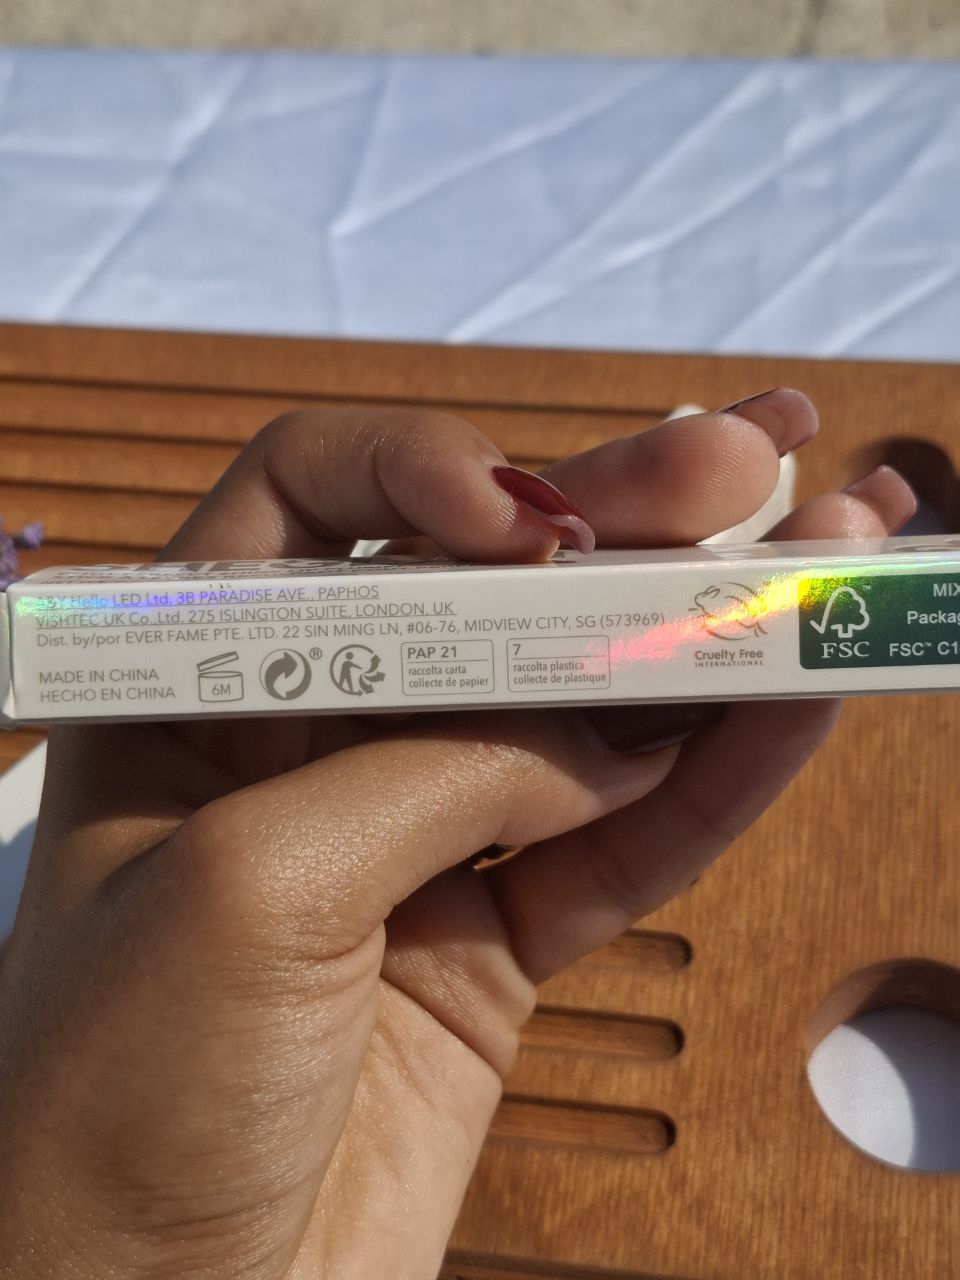 LED Ltd. 3B PARADISE AVE., PAPHOS
VISHTEC UK Co.,Ltd. 275 ISLINGTON SUITE, LONDON, UK
Dist. by/por EVER FAME PTE. LTD. 22 SIN MING LN, #06-76, MIDVIEW CITY, SG (573969)
MADE IN CHINA
HECHO EN CHINA
6M
®
PAP 21
raccolta carta
collecte de papier
7
raccolta plastica
collecte de plastique
Cruelty Free
INTERNATIONAL
FSC
MIX
Packag
FSC™ C1